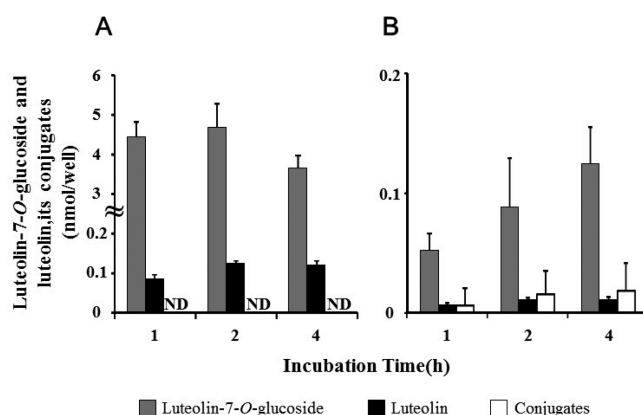 A
B
Luteolin-7-O-glucoside and
luteolin,its conjugates
(nmol/well)
6
5
4
3
0.2
0.1
0
ND
ND
ND
1
2
4
0.2
0.1
0
1
2
4
Incubation Time(h)
Luteolin-7-O-glucoside
Luteolin
Conjugates